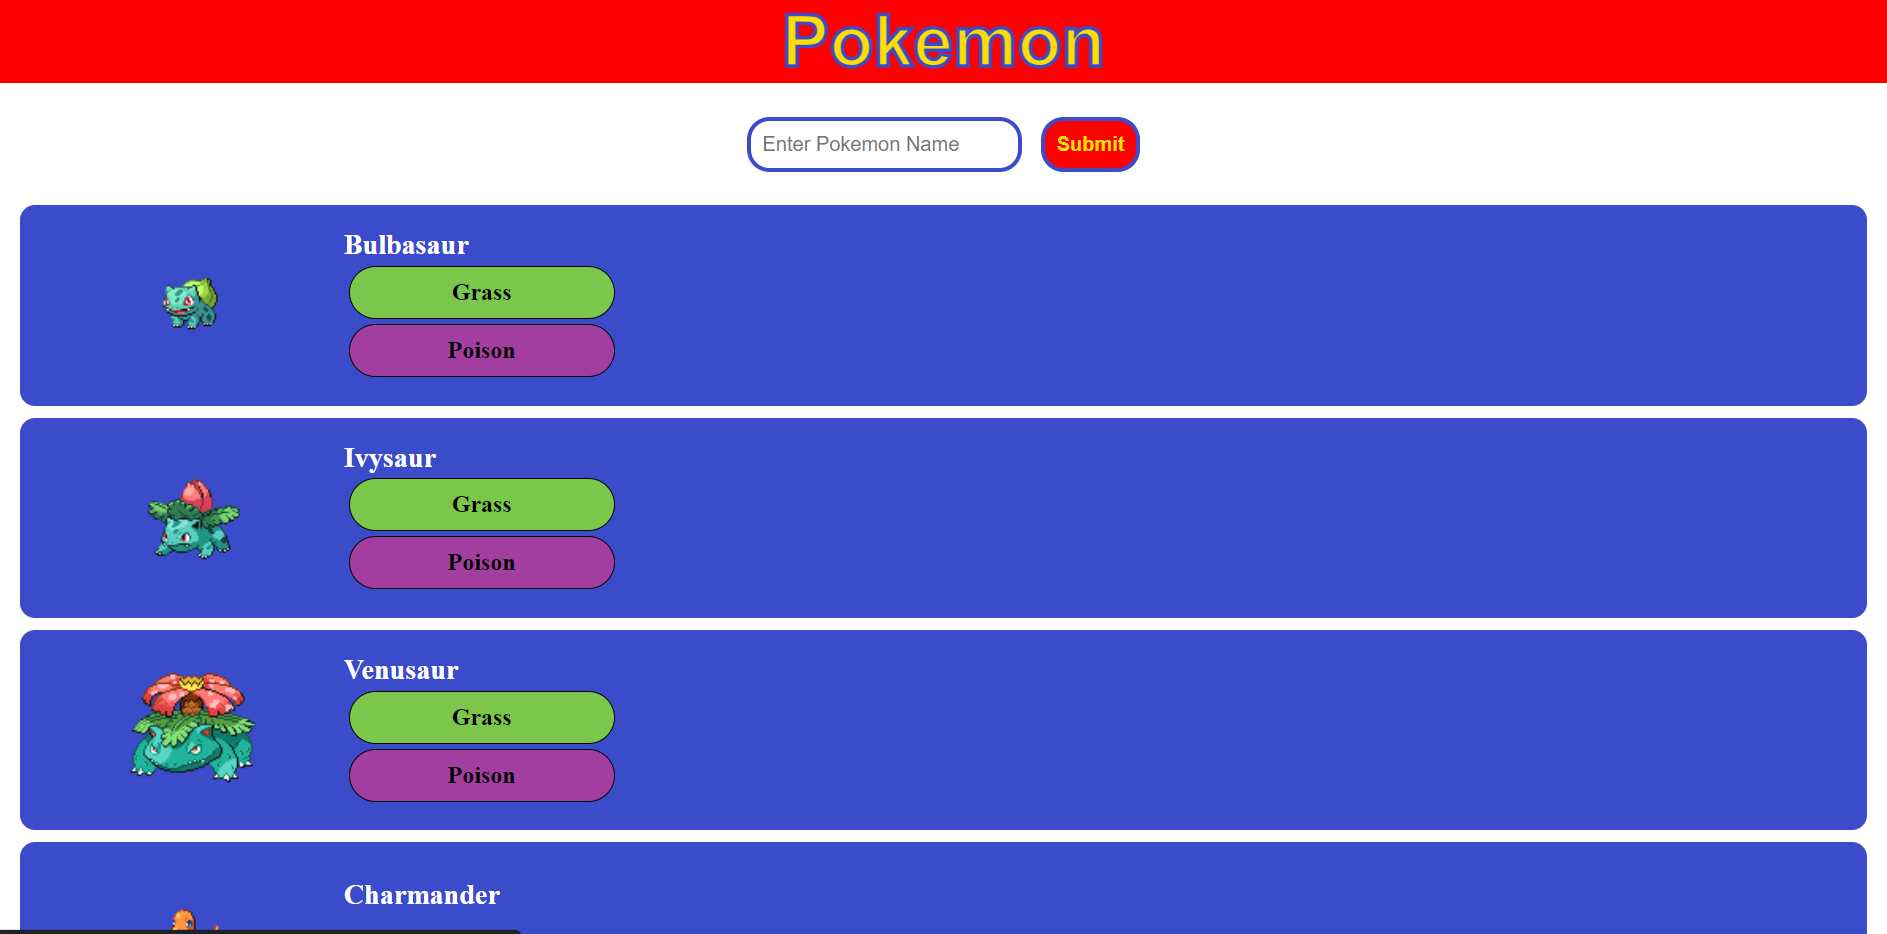 Pokemon
Enter Pokemon Name
Submit
Bulbasaur
Grass
Poison
Ivysaur
Grass
Poison
Venusaur
Grass
Poison
Charmander